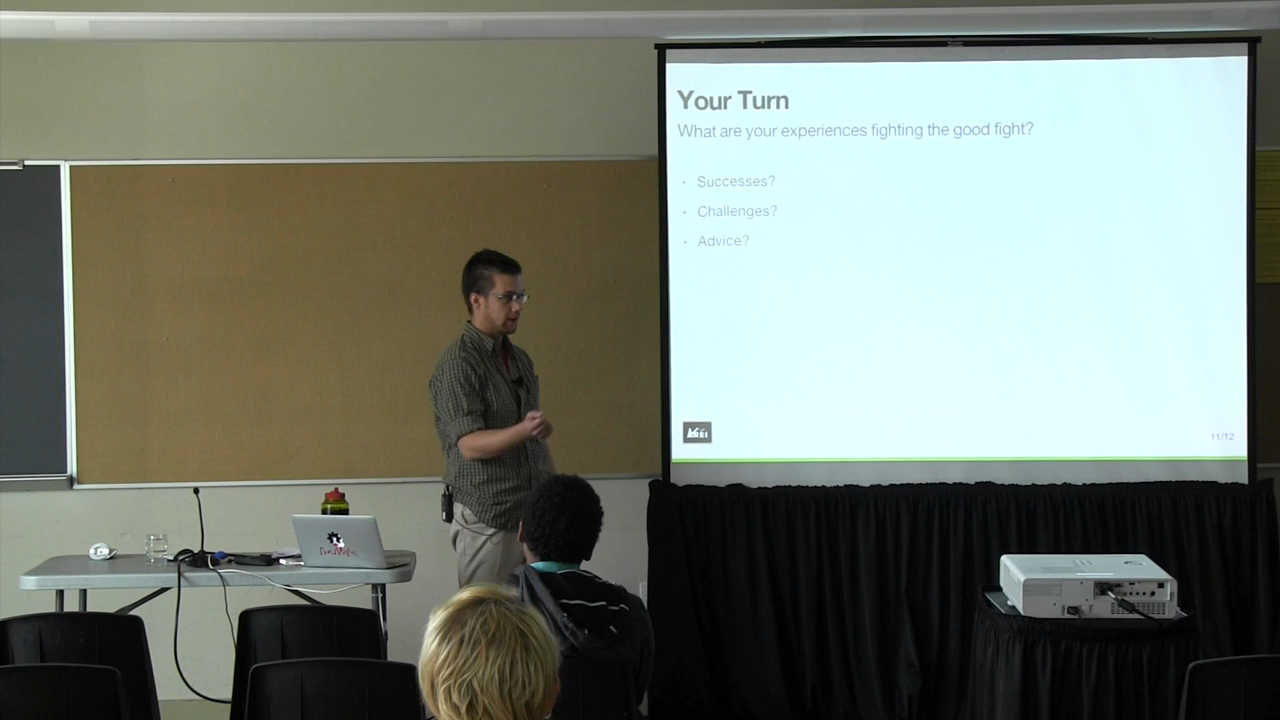 Your Turn
What are your experiences fighting the good fight?
· Successes?
· Challenges?
· Advice?
11/12